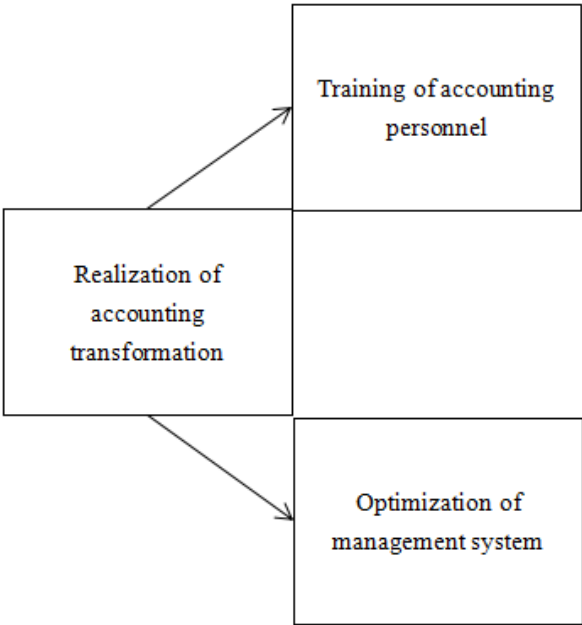 Training of accounting
personnel
Realization of
accounting
transformation
Optimization of
management system